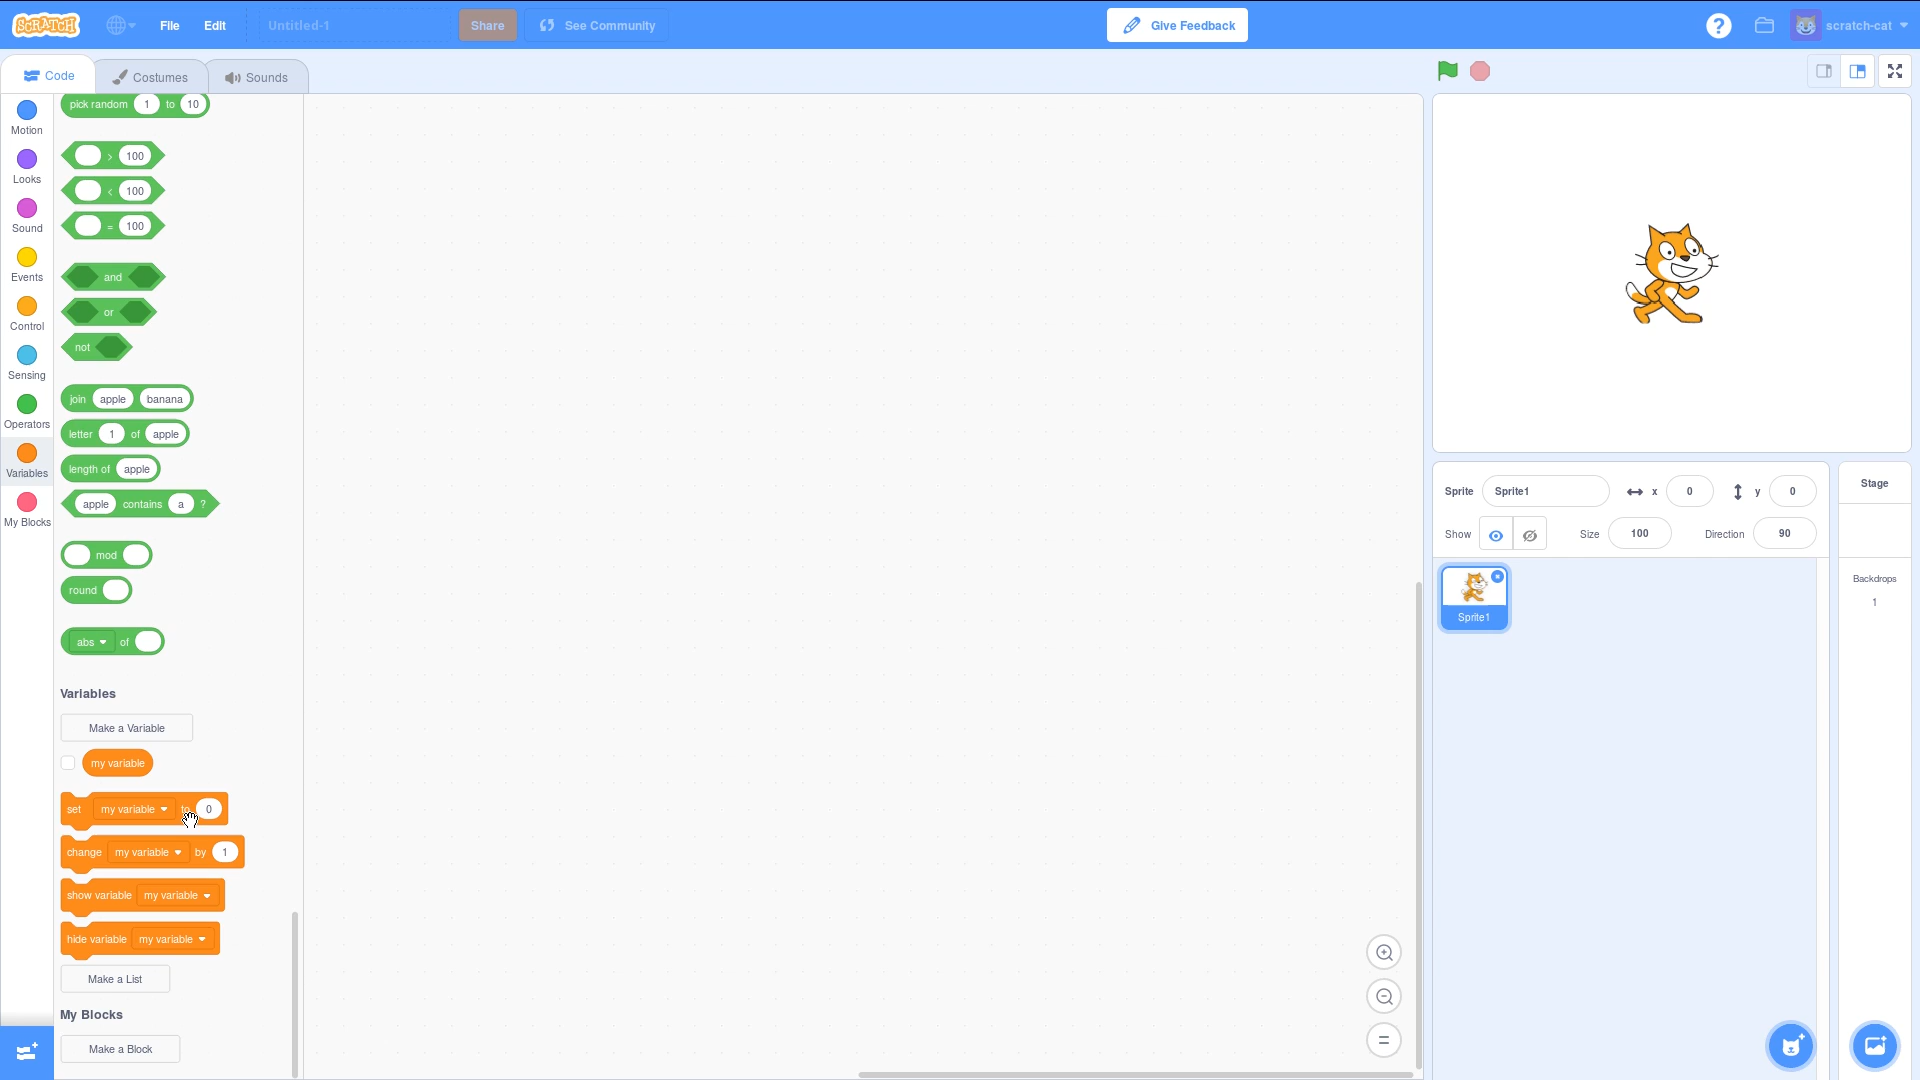 SCRATCH File Edit Untitled-1 Share See Community Give Feedback ? scratch-cat
Code Costumes Sounds
Motion
Looks
Sound
Events
Control
Sensing
Operators
Variables
My Blocks
pick random 1 to 10
> 100
< 100
= 100
and
or
not
join apple banana
letter 1 of apple
length of apple
apple contains a ?
mod
round
abs of
Variables
Make a Variable
my variable
set my variable to 0
change my variable by 1
show variable my variable
hide variable my variable
Make a List
My Blocks
Make a Block
Sprite Sprite1 x 0 y 0
Show Size 100 Direction 90
Sprite1
Stage
Backdrops
1